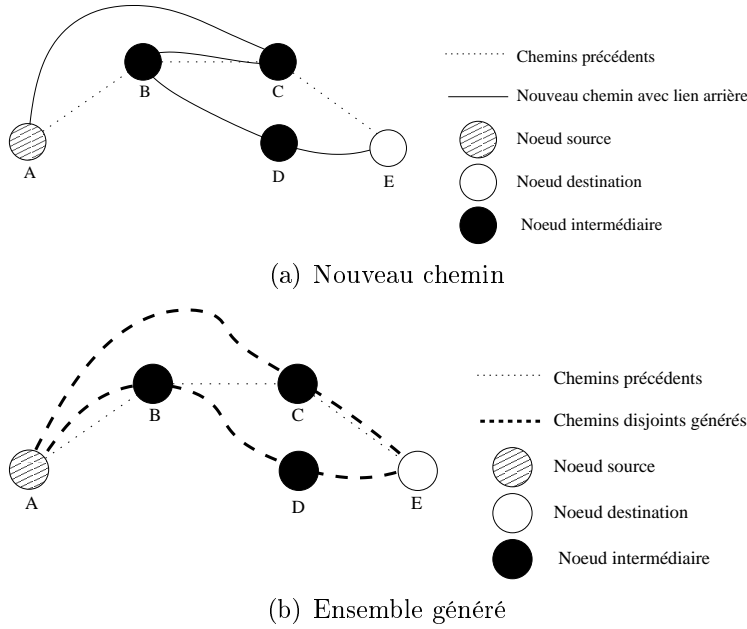 Chemins précédents
B
C
Nouveau chemin avec lien arrière
Noeud source
D
A
E
Noeud destination
Noeud intermédiaire
(a) Nouveau chemin
Chemins précédents
B
C
Chemins disjoints générés
Noeud source
A
D
E
Noeud destination
Noeud intermédiaire
(b) Ensemble généré